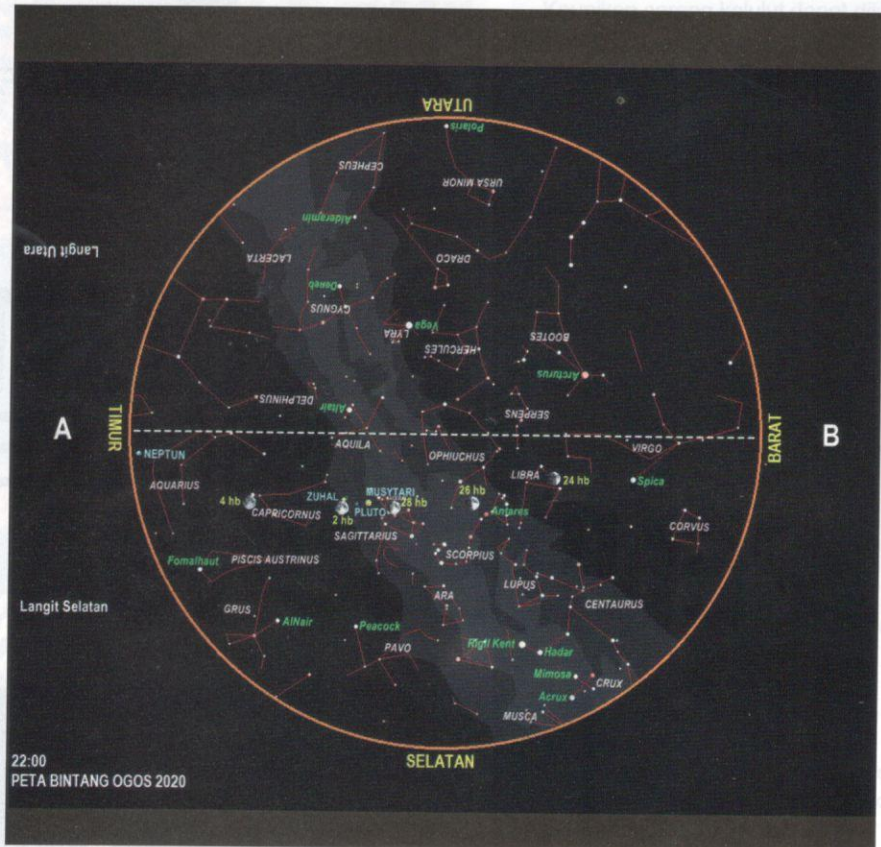 UTARA
Polaris
CEPHEUS
URSA MINOR
Alderamin
Langit Utara
LACERTA
DRACO
Deneb
CYGNUS
Vega
LYRA
HERCULES
BOOTES
Arcturus
DELPHINUS
Altair
SERPENS
A
TIMUR
BARAT
B
AQUILA
OPHIUCHUS
VIRGO
NEPTUN
LIBRA
24 hb
Spica
AQUARIUS
4 hb
CAPRICORNUS
ZUHAL
2 hb
MUSYTARI
PLUTO
28 hb
26 hb
Antares
SAGITTARIUS
CORVUS
Fomalhaut
PISCIS AUSTRINUS
SCORPIUS
LUPUS
Langit Selatan
GRUS
AlNair
Peacock
ARA
CENTAURUS
PAVO
Rigil Kent
Hadar
Mimosa
Acrux
CRUX
MUSCA
SELATAN
22:00
PETA BINTANG OGOS 2020